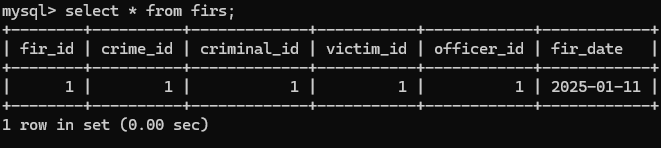 mysql> select * from firs;
+--------+----------+-------------+-----------+------------+------------+
| fir_id | crime_id | criminal_id | victim_id | officer_id | fir_date   |
+--------+----------+-------------+-----------+------------+------------+
|      1 |        1 |           1 |         1 |          1 | 2025-01-11 |
+--------+----------+-------------+-----------+------------+------------+
1 row in set (0.00 sec)